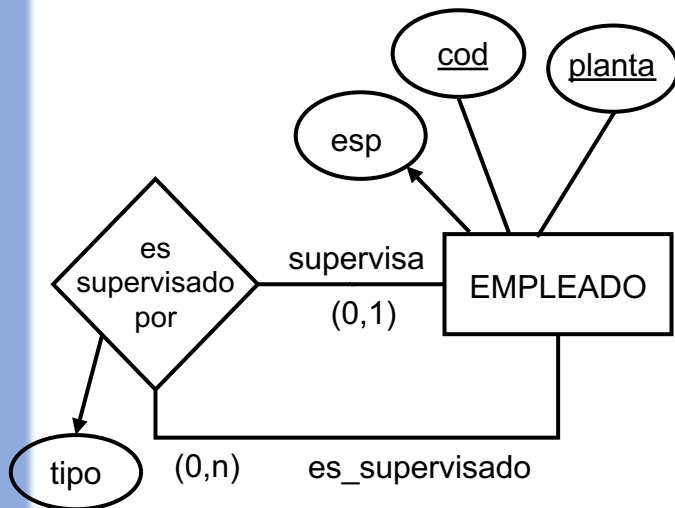 cod
planta
esp
es
supervisado
por
supervisa
(0,1)
EMPLEADO
tipo
(0,n)
es_supervisado